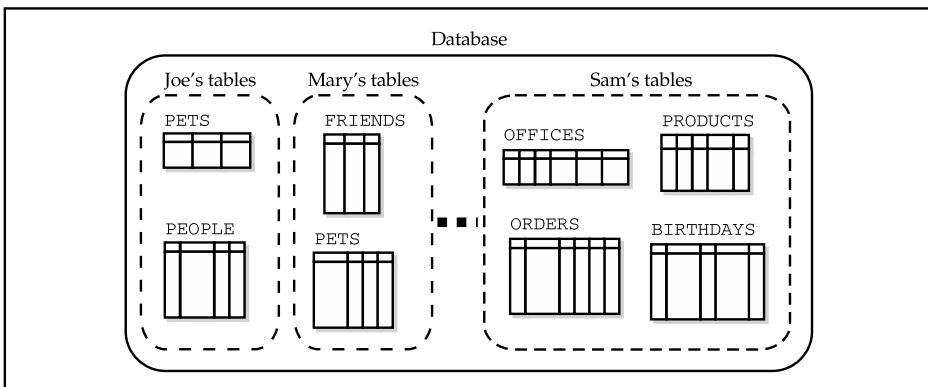 Database
Joe's tables
Mary's tables
Sam's tables
PETS
PEOPLE
FRIENDS
PETS
OFFICES
PRODUCTS
ORDERS
BIRTHDAYS